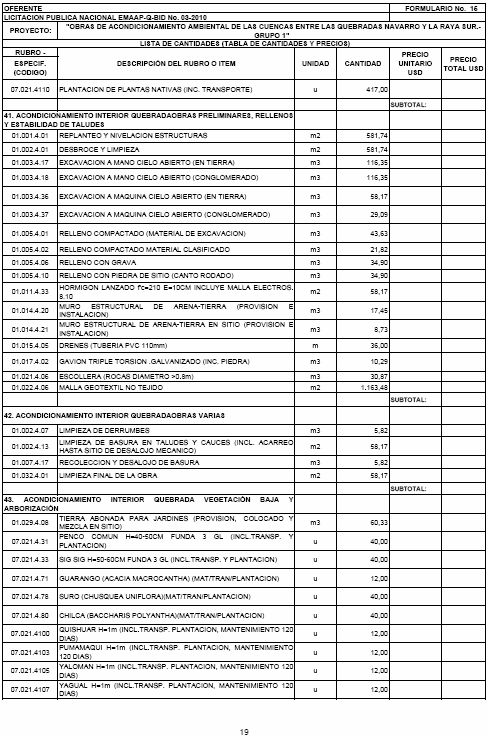 OFERENTE FORMULARIO No. 16
LICITACION PUBLICA NACIONAL EMAAP-Q-BID No. 03-2010
PROYECTO: "OBRAS DE ACONDICIONAMIENTO AMBIENTAL DE LAS CUENCAS ENTRE LAS QUEBRADAS NAVARRO Y LA RAYA SUR.-
GRUPO 1"
LISTA DE CANTIDADES (TABLA DE CANTIDADES Y PRECIOS)
RUBRO - ESPECIF. (CODIGO) DESCRIPCIÓN DEL RUBRO O ITEM UNIDAD CANTIDAD PRECIO UNITARIO USD PRECIO TOTAL USD
07.021.4110 PLANTACION DE PLANTAS NATIVAS (INC. TRANSPORTE) u 417,00
SUBTOTAL:
41. ACONDICIONAMIENTO INTERIOR QUEBRADAOBRAS PRELIMINARES, RELLENOS
Y ESTABILIDAD DE TALUDES
01.001.4.01 REPLANTEO Y NIVELACION ESTRUCTURAS m2 581,74
01.002.4.01 DESBROCE Y LIMPIEZA m2 581,74
01.003.4.17 EXCAVACION A MANO CIELO ABIERTO (EN TIERRA) m3 116,35
01.003.4.18 EXCAVACION A MANO CIELO ABIERTO (CONGLOMERADO) m3 116,35
01.003.4.36 EXCAVACION A MAQUINA CIELO ABIERTO (EN TIERRA) m3 58,17
01.003.4.37 EXCAVACION A MAQUINA CIELO ABIERTO (CONGLOMERADO) m3 29,09
01.005.4.01 RELLENO COMPACTADO (MATERIAL DE EXCAVACION) m3 43,63
01.005.4.02 RELLENO COMPACTADO MATERIAL CLASIFICADO m3 21,82
01.005.4.06 RELLENO CON GRAVA m3 34,90
01.005.4.10 RELLENO CON PIEDRA DE SITIO (CANTO RODADO) m3 34,90
01.011.4.33 HORMIGON LANZADO f'c=210 E=10CM INCLUYE MALLA ELECTROS.
8.10 m2 58,17
01.014.4.20 MURO ESTRUCTURAL DE ARENA-TIERRA (PROVISION E
INSTALACION) m3 17,45
01.014.4.21 MURO ESTRUCTURAL DE ARENA-TIERRA EN SITIO (PROVISION E
INSTALACION) m3 8,73
01.015.4.05 DRENES (TUBERIA PVC 110mm) m 36,00
01.017.4.02 GAVION TRIPLE TORSION .GALVANIZADO (INC. PIEDRA) m3 10,29
01.021.4.06 ESCOLLERA (ROCAS DIAMETRO >0.8m) m3 30,87
01.022.4.06 MALLA GEOTEXTIL NO TEJIDO m2 1.163,48
SUBTOTAL:
42. ACONDICIONAMIENTO INTERIOR QUEBRADAOBRAS VARIAS
01.002.4.07 LIMPIEZA DE DERRUMBES m3 5,82
01.002.4.13 LIMPIEZA DE BASURA EN TALUDES Y CAUCES (INCL. ACARREO
HASTA SITIO DE DESALOJO MECANICO) m2 58,17
01.007.4.17 RECOLECCION Y DESALOJO DE BASURA m3 5,82
01.032.4.01 LIMPIEZA FINAL DE LA OBRA m2 58,17
SUBTOTAL:
43. ACONDICIONAMIENTO INTERIOR QUEBRADA VEGETACIÓN BAJA Y
ARBORIZACIÓN
01.029.4.08 TIERRA ABONADA PARA JARDINES (PROVISION, COLOCADO Y
MEZCLA EN SITIO) m3 60,33
07.021.4.31 PENCO COMUN H=40-50CM FUNDA 3 GL (INCL.TRANSP. Y
PLANTACION) u 40,00
07.021.4.33 SIG SIG H=50-60CM FUNDA 3 GL (INCL.TRANSP. Y PLANTACION) u 40,00
07.021.4.71 GUARANGO (ACACIA MACROCANTHA) (MAT/TRAN/PLANTACION) u 12,00
07.021.4.78 SURO (CHUSQUEA UNIFLORA)(MAT/TRAN/PLANTACION) u 40,00
07.021.4.80 CHILCA (BACCHARIS POLYANTHA)(MAT/TRAN/PLANTACION) u 40,00
07.021.4100 QUISHUAR H=1m (INCL.TRANSP. PLANTACION, MANTENIMIENTO 120
DIAS) u 12,00
07.021.4103 PUMAMAQUI H=1m (INCL.TRANSP. PLANTACION, MANTENIMIENTO
120 DIAS) u 12,00
07.021.4105 YALOMAN H=1m (INCL.TRANSP. PLANTACION, MANTENIMIENTO 120
DIAS) u 12,00
07.021.4107 YAGUAL H=1m (INCL.TRANSP. PLANTACION, MANTENIMIENTO 120
DIAS) u 12,00
19